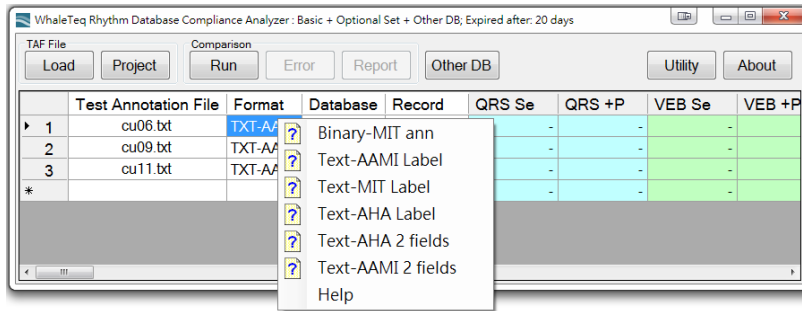 WhaleTeq Rhythm Database Compliance Analyzer : Basic + Optional Set + Other DB; Expired after: 20 days
TAF File
Comparison
Load Project Run Error Report Other DB Utility About
Test Annotation File Format Database Record QRS Se QRS +P VEB Se VEB +P
1 cu06.txt TXT-AA - - -
2 cu09.txt TXT-AA - - -
3 cu11.txt TXT-AA - - -
*
Binary-MIT ann
Text-AAMI Label
Text-MIT Label
Text-AHA Label
Text-AHA 2 fields
Text-AAMI 2 fields
Help